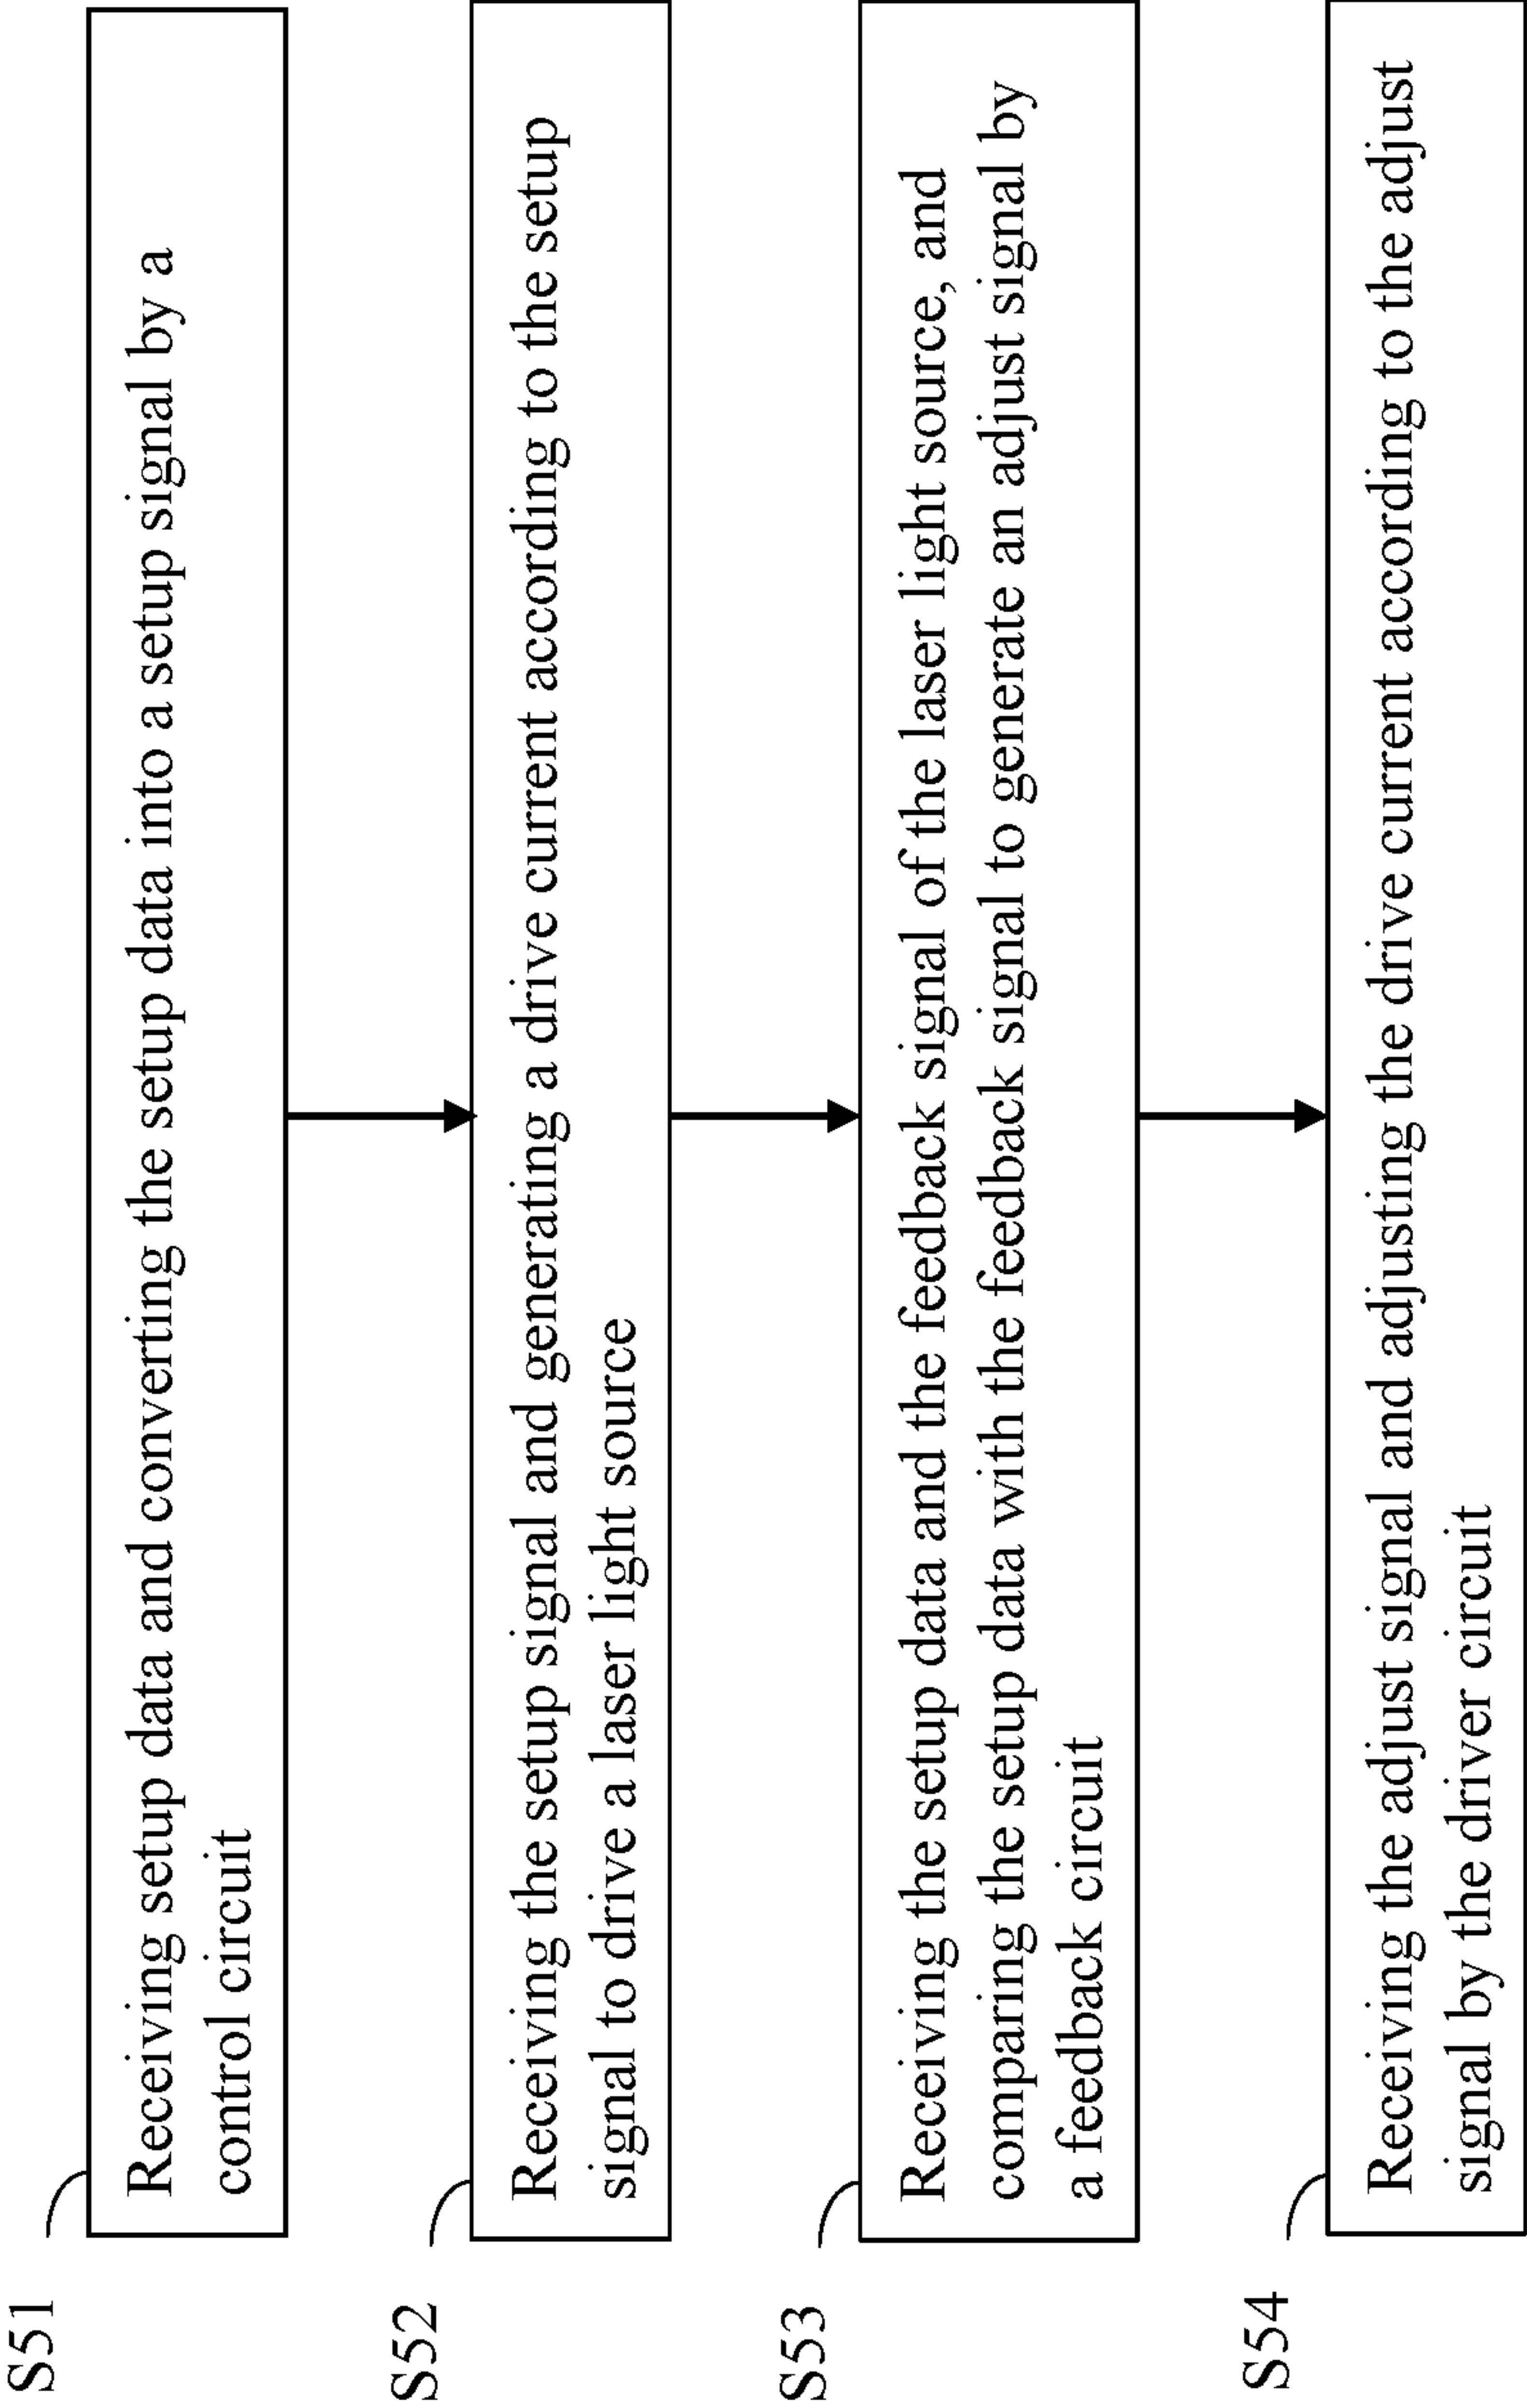 S51
Receiving setup data and converting the setup data into a setup signal by a
control circuit
S52
Receiving the setup signal and generating a drive current according to the setup
signal to drive a laser light source
S53
Receiving the setup data and the feedback signal of the laser light source, and
comparing the setup data with the feedback signal to generate an adjust signal by
a feedback circuit
S54
Receiving the adjust signal and adjusting the drive current according to the adjust
signal by the driver circuit